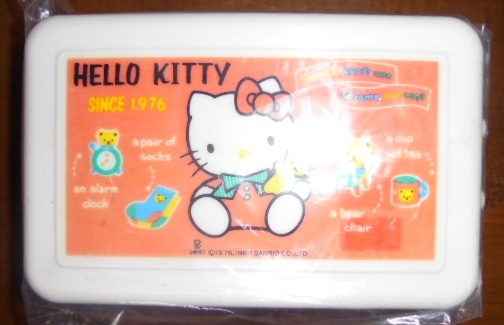 HELLO KITTY
SINCE 1976
a pair of
socks
an alarm
clock
a cup
of tea
a bear
chair
SANRIO ©1976, 1984 SANRIO CO., LTD.